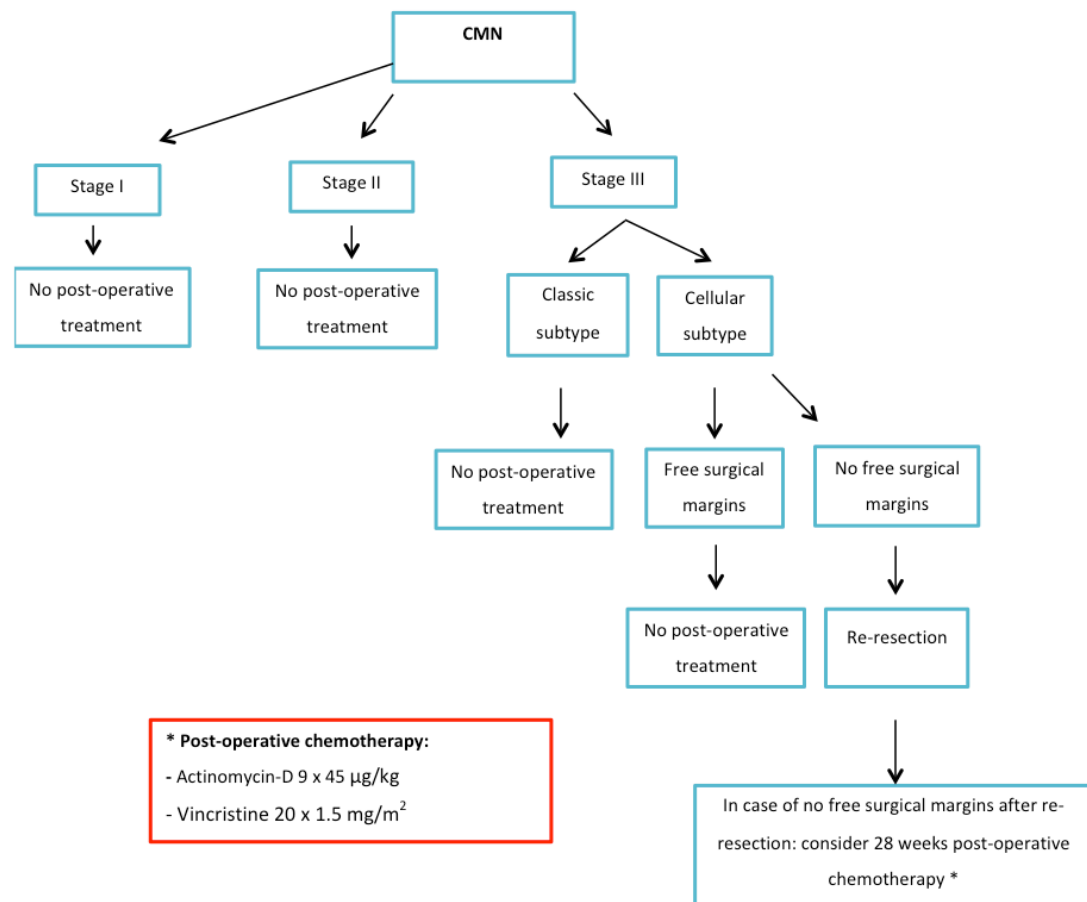 CMN
Stage I
Stage II
Stage III
No post-operative
treatment
No post-operative
treatment
Classic
subtype
Cellular
subtype
No post-operative
treatment
Free surgical
margins
No free surgical
margins
No post-operative
treatment
Re-resection
* Post-operative chemotherapy:
- Actinomycin-D 9 x 45 µg/kg
- Vincristine 20 x 1.5 mg/m²
In case of no free surgical margins after re-
resection: consider 28 weeks post-operative
chemotherapy *